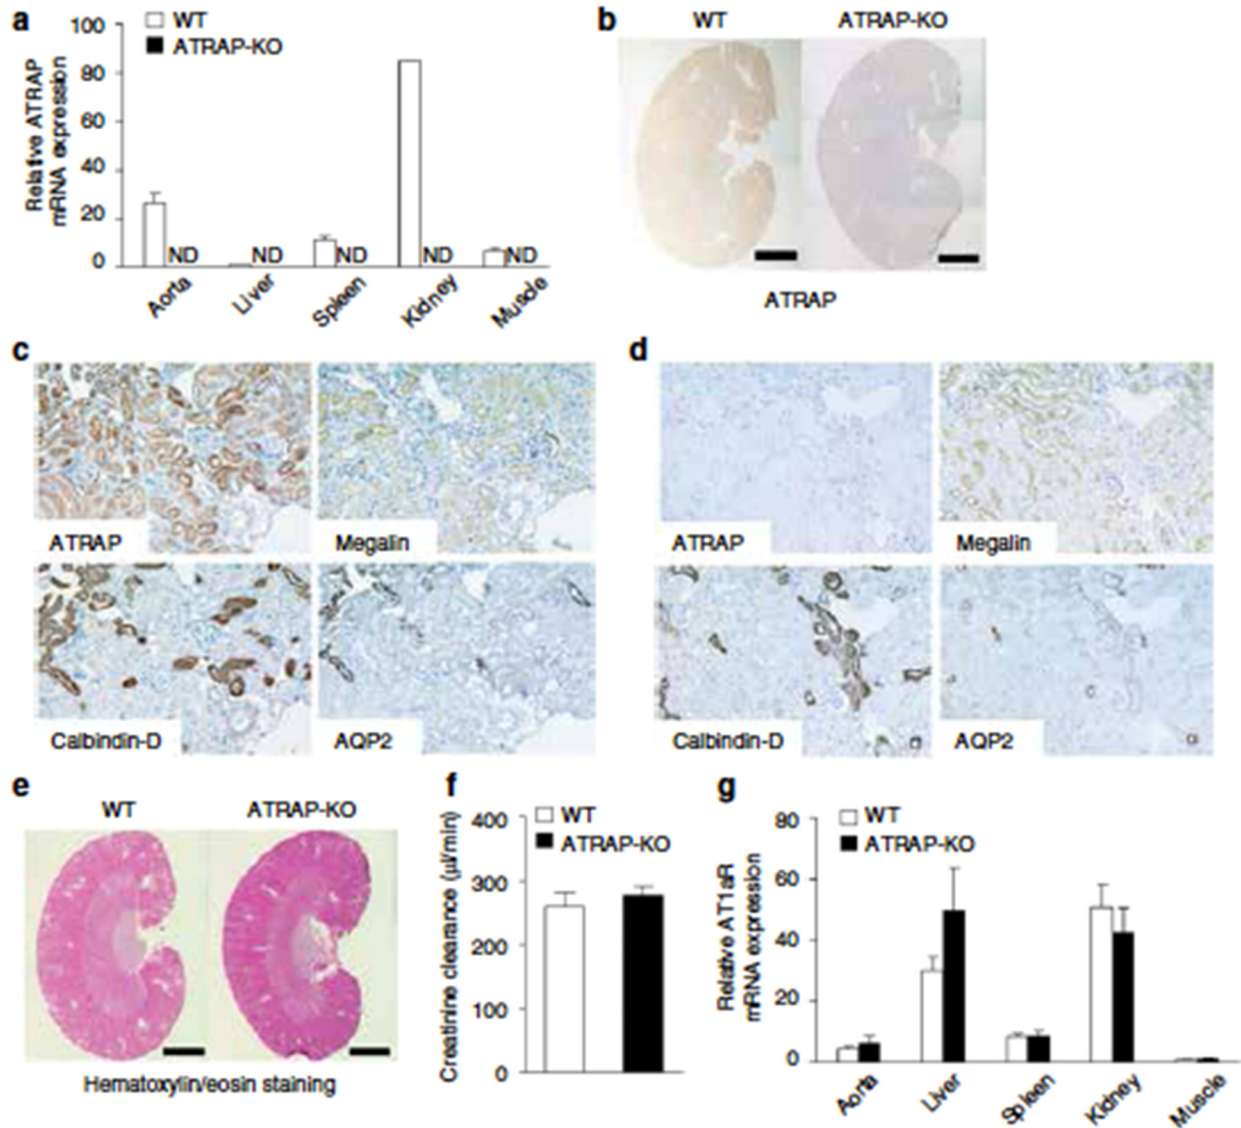 a
WT
ATRAP-KO
Relative ATRAP
mRNA expression
100
80
60
40
20
0
ND
ND
ND
ND
ND
Aorta
Liver
Spleen
Kidney
Muscle
b
WT
ATRAP-KO
ATRAP
c
ATRAP
Megalin
Calbindin-D
AQP2
d
ATRAP
Megalin
Calbindin-D
AQP2
e
WT
ATRAP-KO
Hematoxylin/eosin staining
f
WT
ATRAP-KO
Creatinine clearance (µl/min)
400
300
200
100
0
g
WT
ATRAP-KO
Relative AT1aR
mRNA expression
80
60
40
20
0
Aorta
Liver
Spleen
Kidney
Muscle